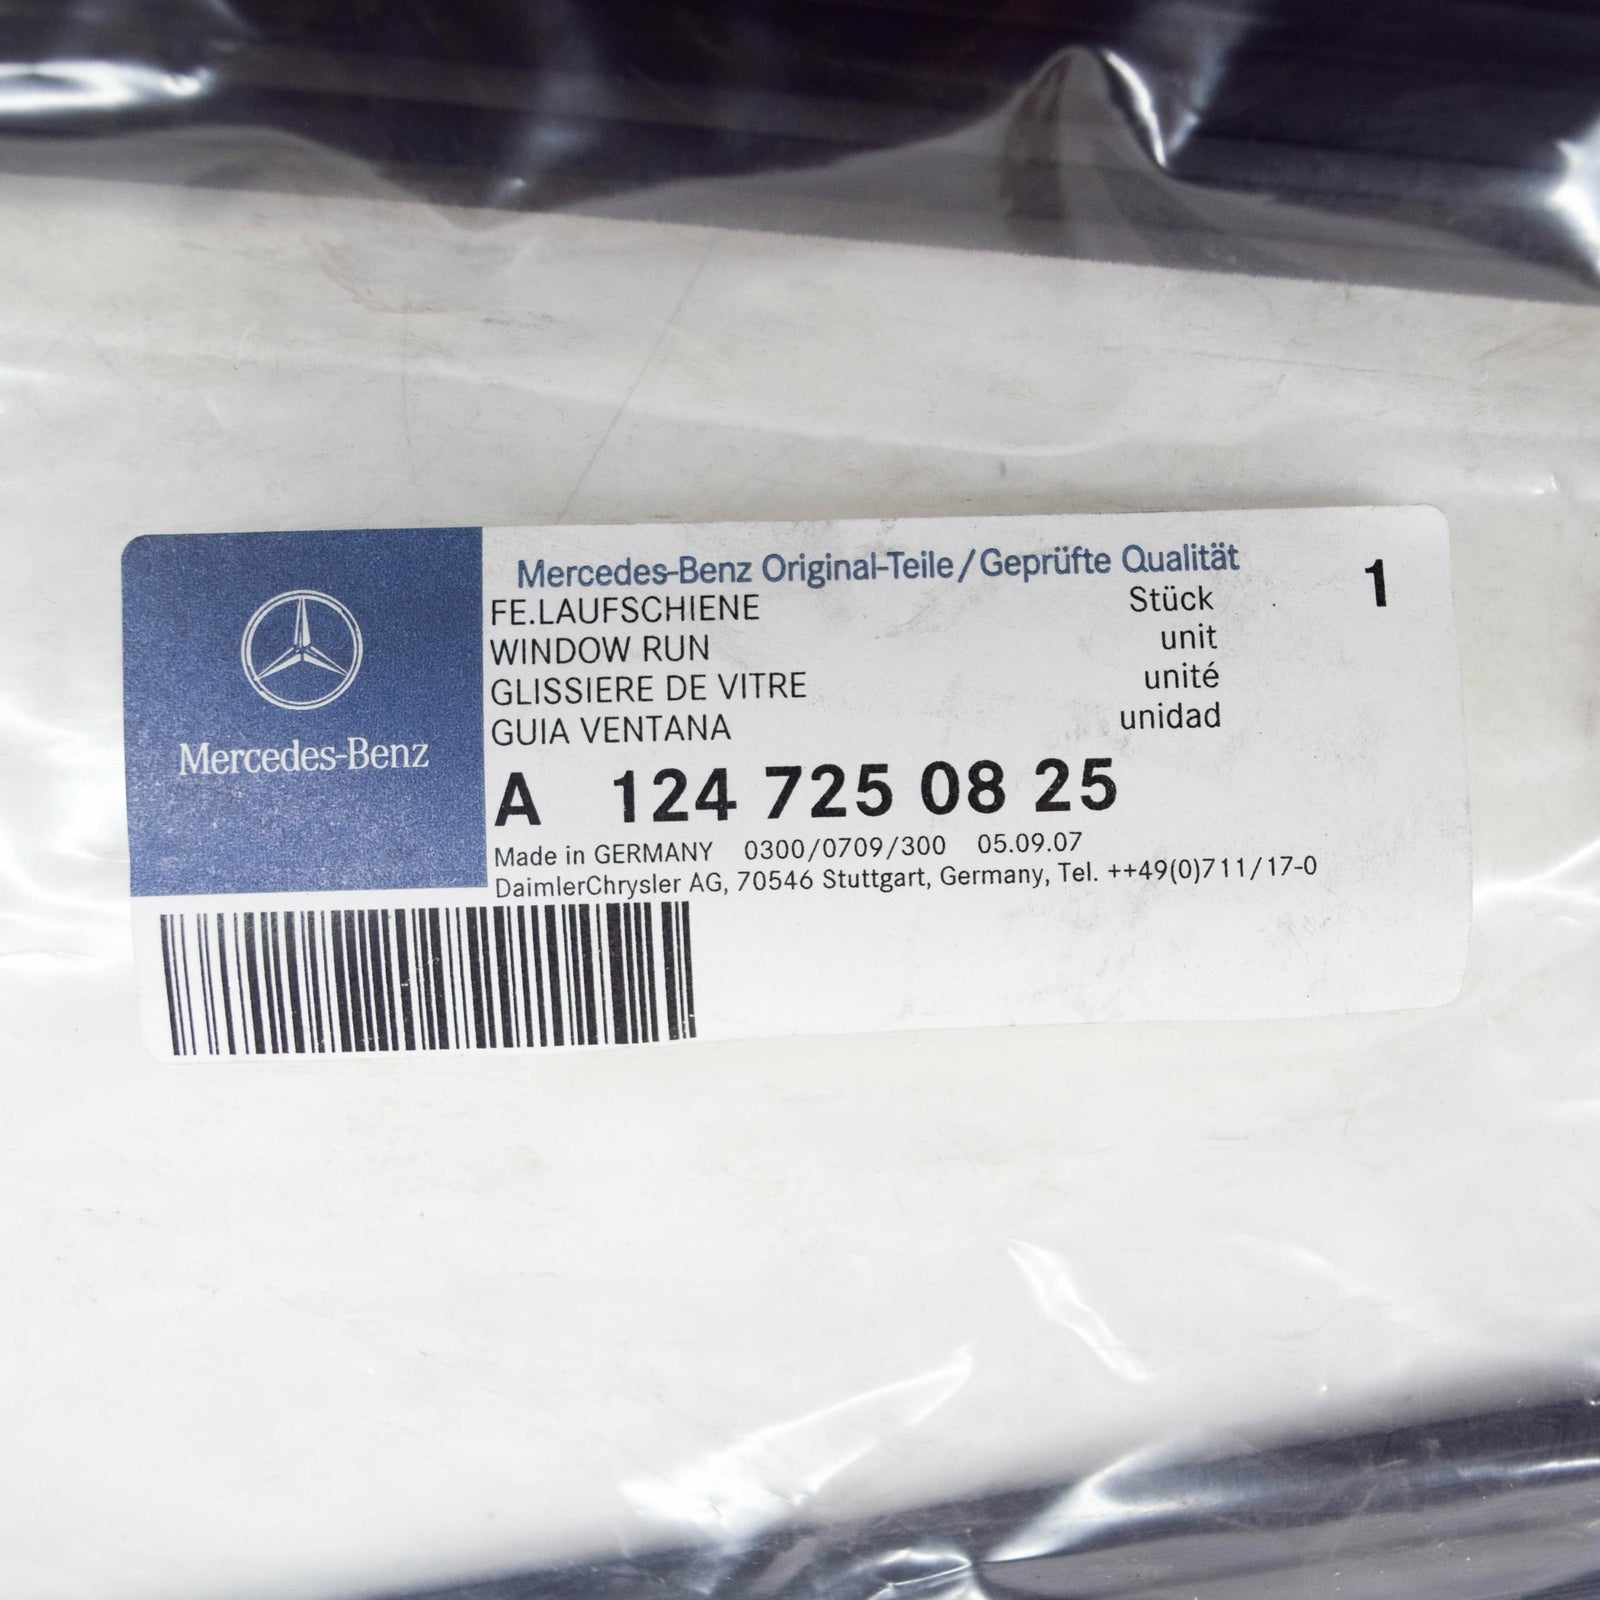 Mercedes-Benz
Mercedes-Benz Original-Teile/Geprüfte Qualität
FE.LAUFSCHIENE Stück 1
WINDOW RUN unit
GLISSIERE DE VITRE unité
GUIA VENTANA unidad
A 124 725 08 25
Made in GERMANY 0300/0709/300 05.09.07
DaimlerChrysler AG, 70546 Stuttgart, Germany, Tel. ++49(0)711/17-0